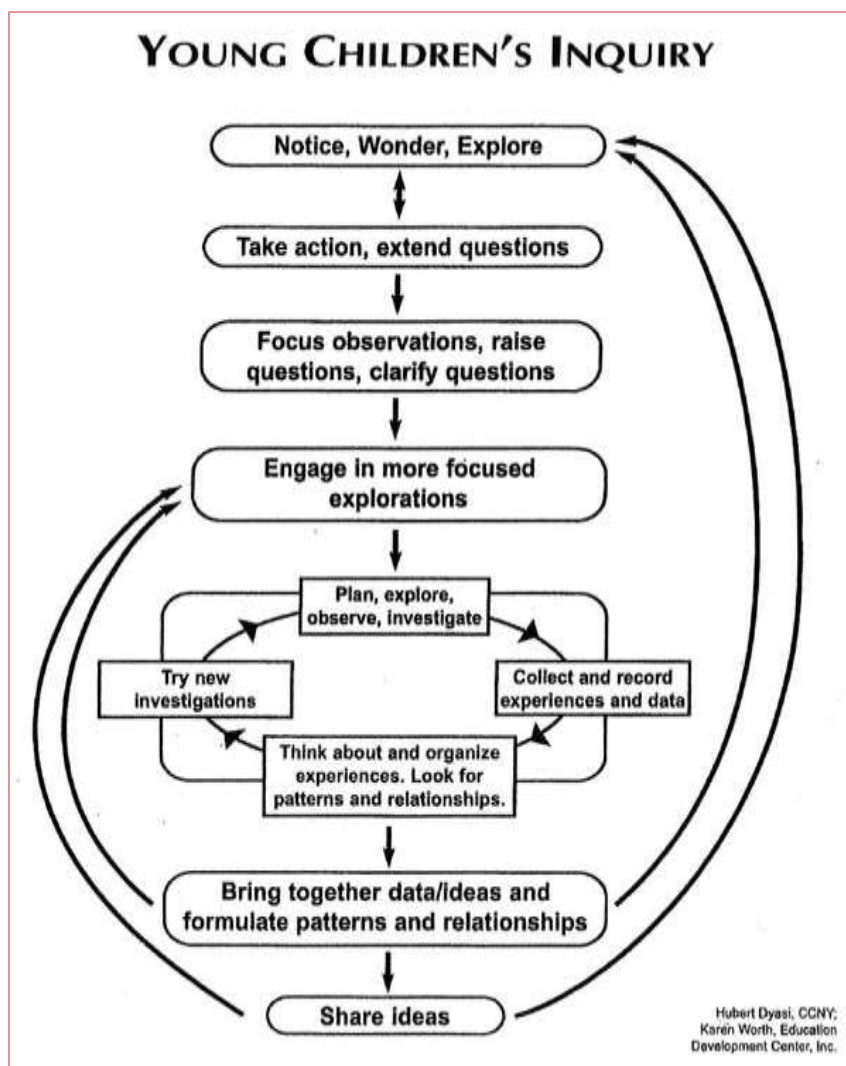 YOUNG CHILDREN'S INQUIRY
Notice, Wonder, Explore
Take action, extend questions
Focus observations, raise
questions, clarify questions
Engage in more focused
explorations
Plan, explore,
observe, investigate
Try new
investigations
Collect and record
experiences and data
Think about and organize
experiences. Look for
patterns and relationships.
Bring together data/ideas and
formulate patterns and relationships
Share ideas
Hubert Dyasi, CCNY;
Karen Worth, Education
Development Center, Inc.